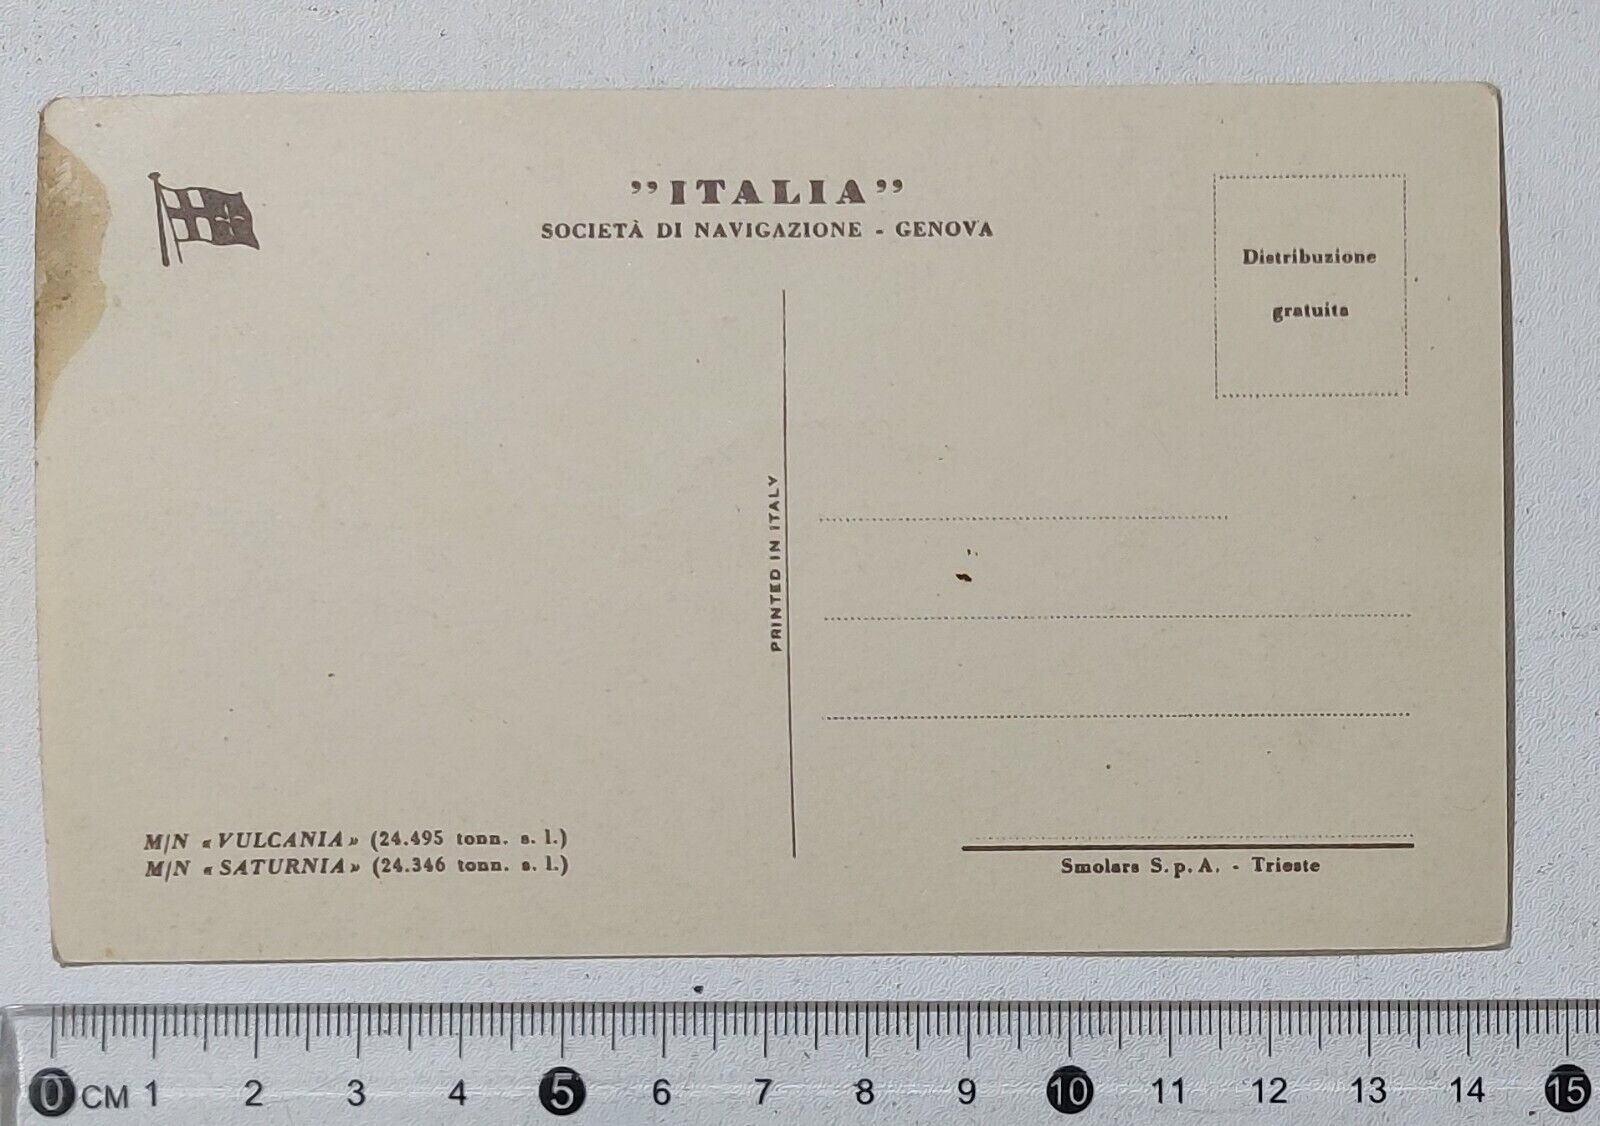 ”ITALIA”
SOCIETÀ DI NAVIGAZIONE - GENOVA
Distribuzione
gratuita
PRINTED IN ITALY
M/N «VULCANIA» (24.495 tonn. s. l.)
M/N «SATURNIA» (24.346 tonn. s. l.)
Smolars S.p.A. - Trieste
0 CM 1 2 3 4 5 6 7 8 9 10 11 12 13 14 15